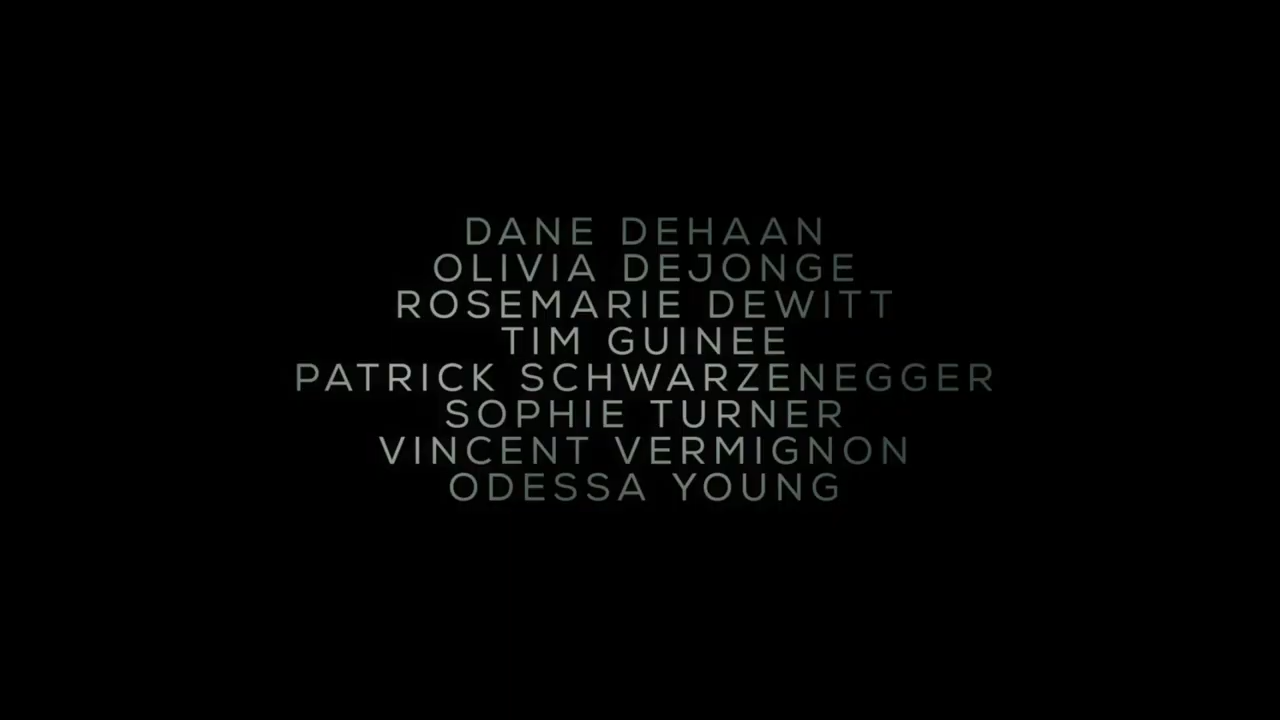 DANE DEHAAN
OLIVIA DEJONGE
ROSEMARIE DEWITT
TIM GUINEE
PATRICK SCHWARZENEGGER
SOPHIE TURNER
VINCENT VERMIGNON
ODESSA YOUNG